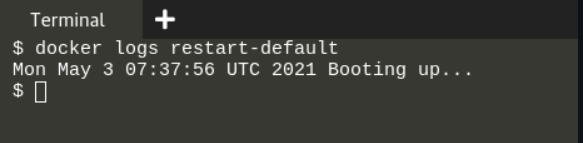 Terminal +
$ docker logs restart-default
Mon May 3 07:37:56 UTC 2021 Booting up...
$